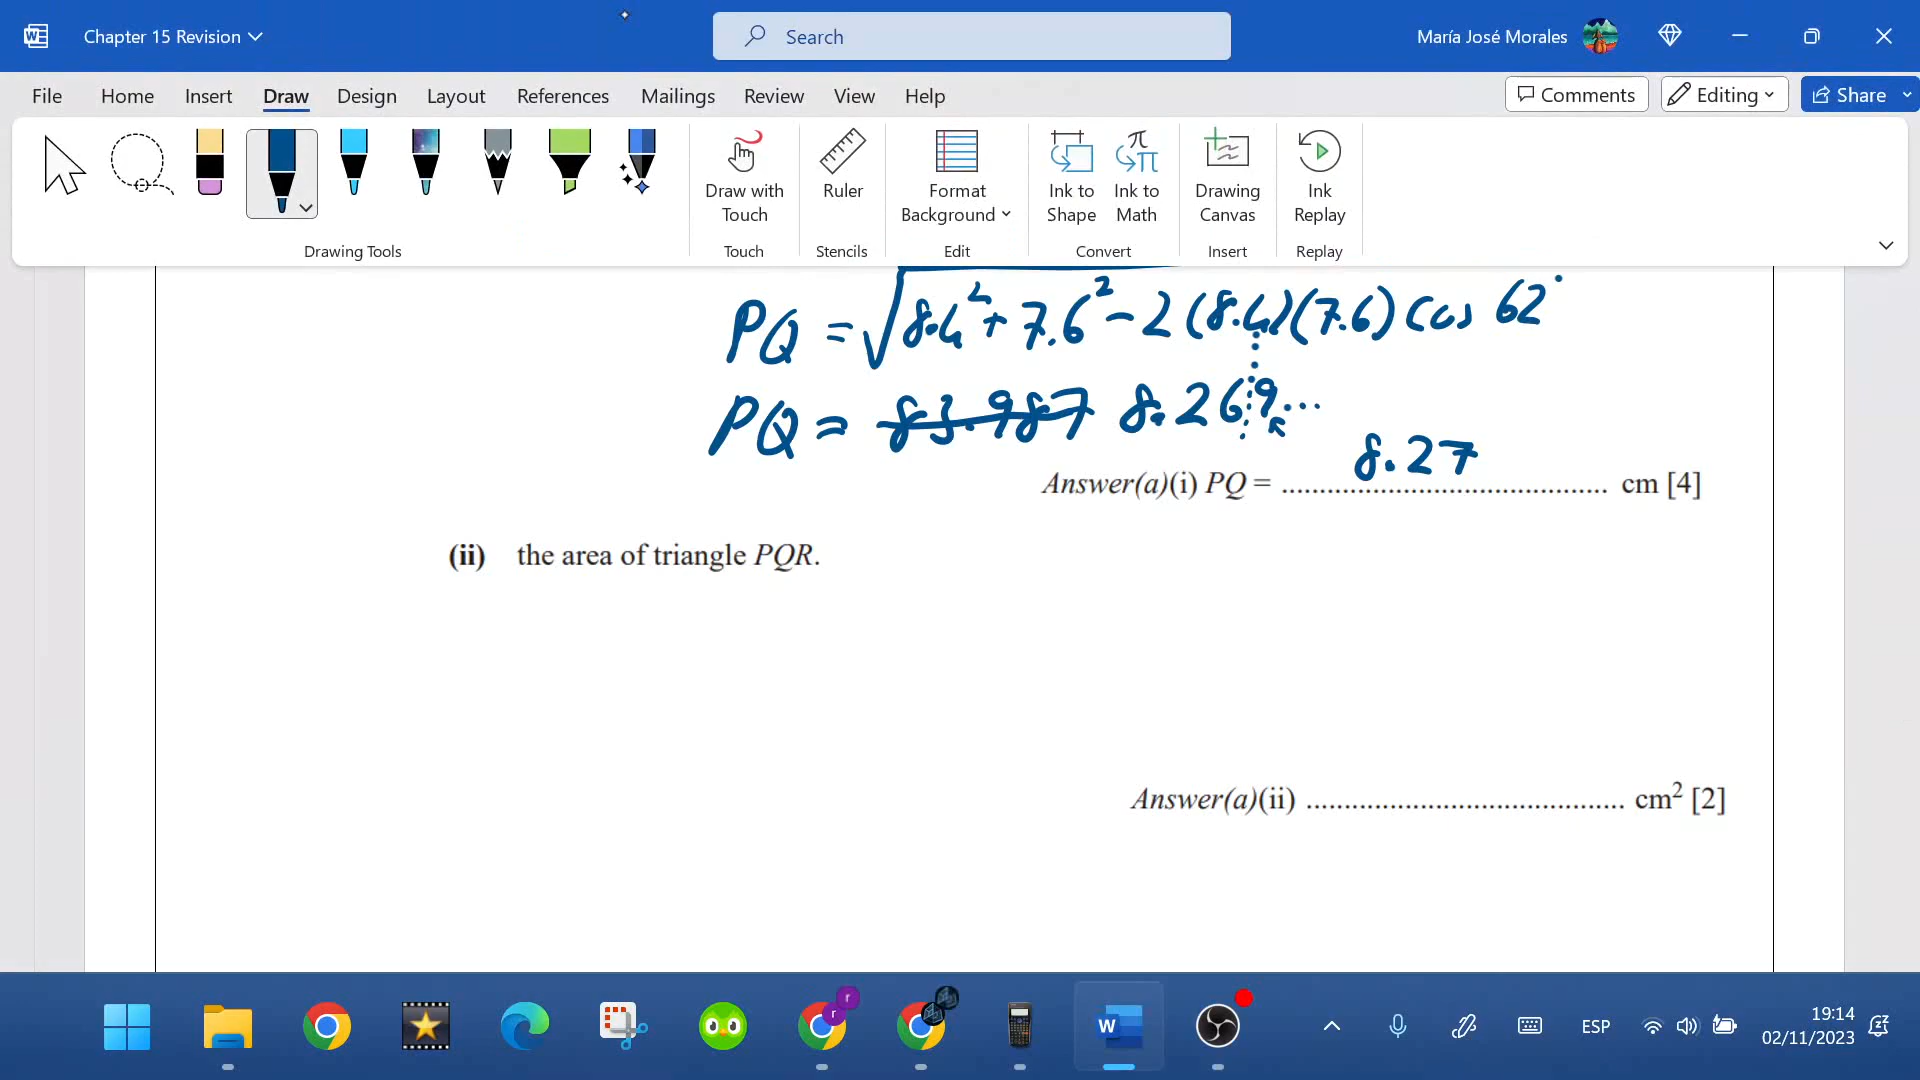 Chapter 15 Revision
Search
María José Morales
File Home Insert Draw Design Layout References Mailings Review View Help
Comments Editing Share
Draw with Touch
Ruler
Format Background
Ink to Shape
Ink to Math
Drawing Canvas
Ink Replay
Drawing Tools Touch Stencils Edit Convert Insert Replay
PQ = √8.4² + 7.6² - 2(8.4)(7.6) cos 62°
PQ = 83.987 8.269...
8.27
Answer(a)(i) PQ = ........................................... cm [4]
(ii) the area of triangle PQR.
Answer(a)(ii) .......................................... cm² [2]
r
r
W
ESP
19:14
02/11/2023